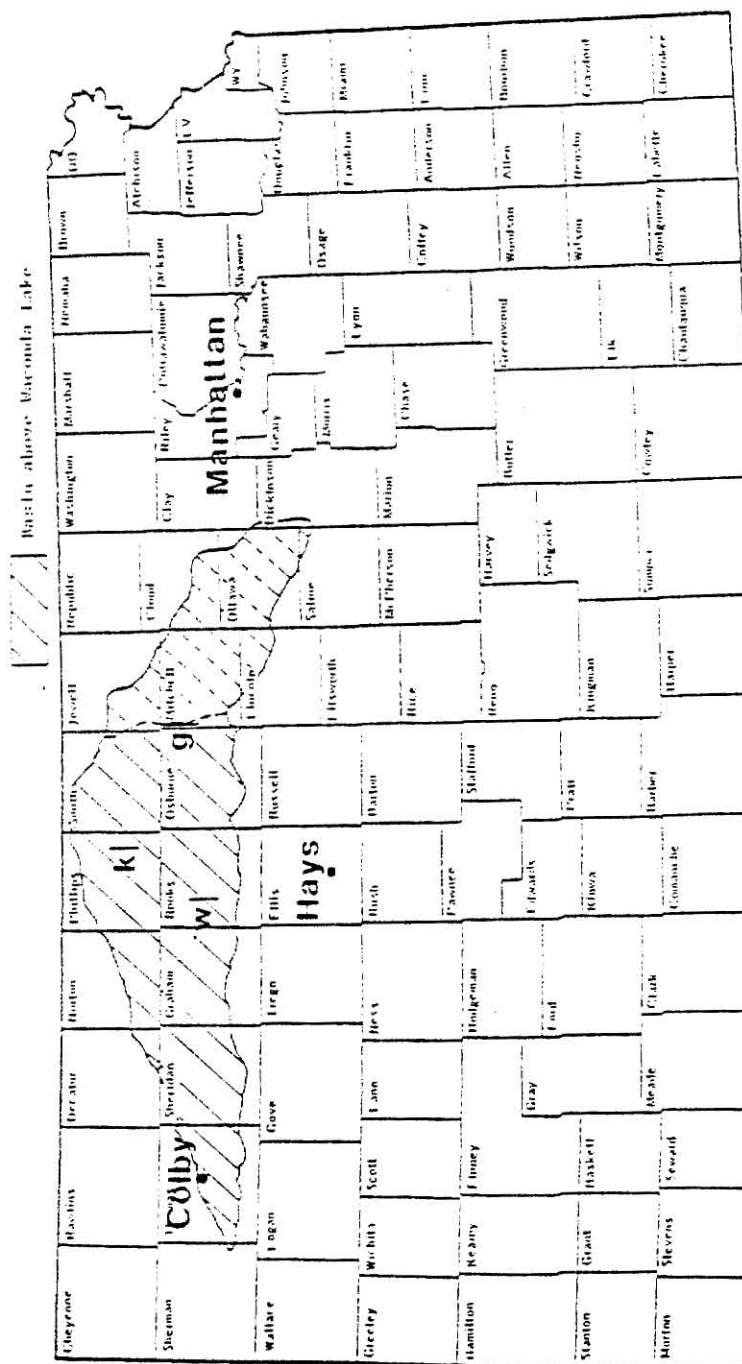 Basin above Waconda Lake
Cheyenne
Rawlins
Decatur
Norton
Phillips
Smith
Jewell
Republic
Washington
Marshall
Nemaha
Brown
DO
Sherman
Colby
Sheridan
Graham
Rooks
Osborne
Mitchell
Cloud
Clay
Riley
Pottawatomie
Jackson
Atchison
Jefferson
LV
WY
k
w
g
Ottawa
Lincoln
Manhattan
Shawnee
Wallace
Logan
Gove
Trego
Ellis
Hays
Russell
Ellsworth
Saline
Dickinson
Geary
Morris
Wabaunsee
Osage
Douglas
Johnson
Greeley
Wichita
Scott
Lane
Ness
Rush
Barton
Rice
McPherson
Marion
Chase
Lyon
Coffey
Franklin
Miami
Anderson
Linn
Hamilton
Kearny
Finney
Hodgeman
Pawnee
Edwards
Stafford
Reno
Harvey
Sedgwick
Butler
Greenwood
Woodson
Allen
Bourbon
Stanton
Grant
Haskell
Gray
Ford
Kiowa
Pratt
Kingman
Elk
Wilson
Neosho
Crawford
Morton
Stevens
Seward
Meade
Clark
Comanche
Barber
Harper
Sumner
Cowley
Chautauqua
Montgomery
Labette
Cherokee